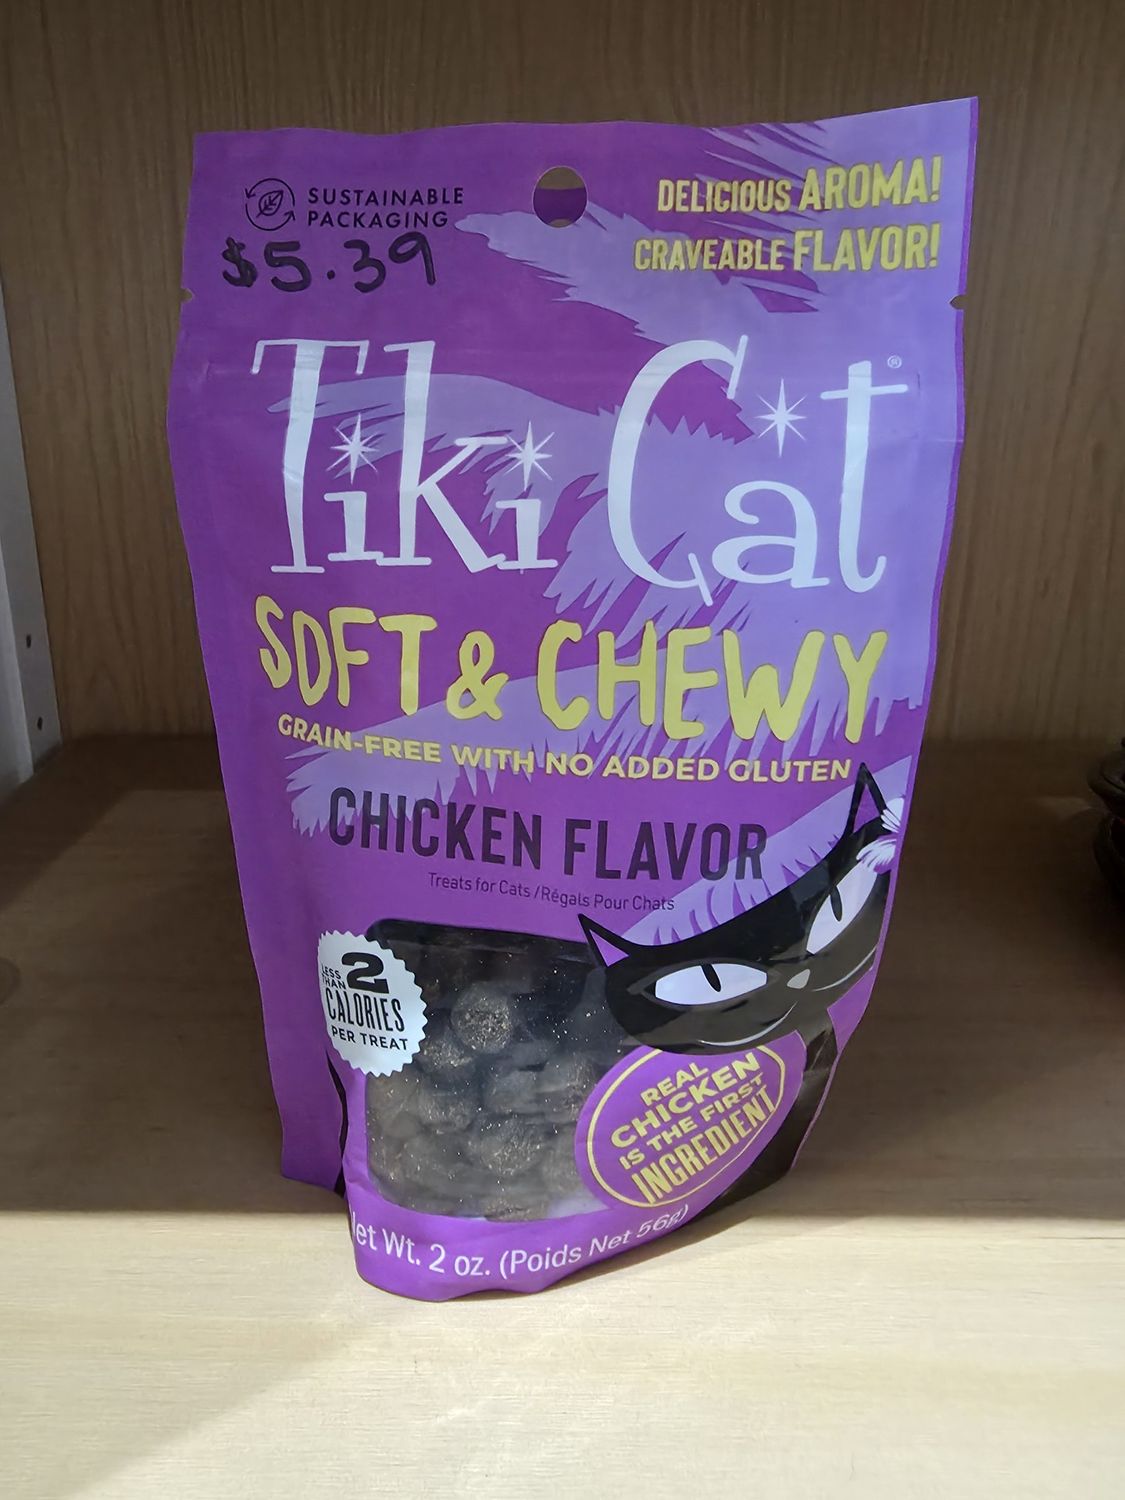 SUSTAINABLE
PACKAGING
$5.39
DELICIOUS AROMA!
CRAVEABLE FLAVOR!
Tiki Cat®
SOFT & CHEWY
GRAIN-FREE WITH NO ADDED GLUTEN
CHICKEN FLAVOR
Treats for Cats / Régals Pour Chats
LESS
THAN
2
CALORIES
PER TREAT
REAL
CHICKEN
IS THE FIRST
INGREDIENT
Net Wt. 2 oz. (Poids Net 56g)